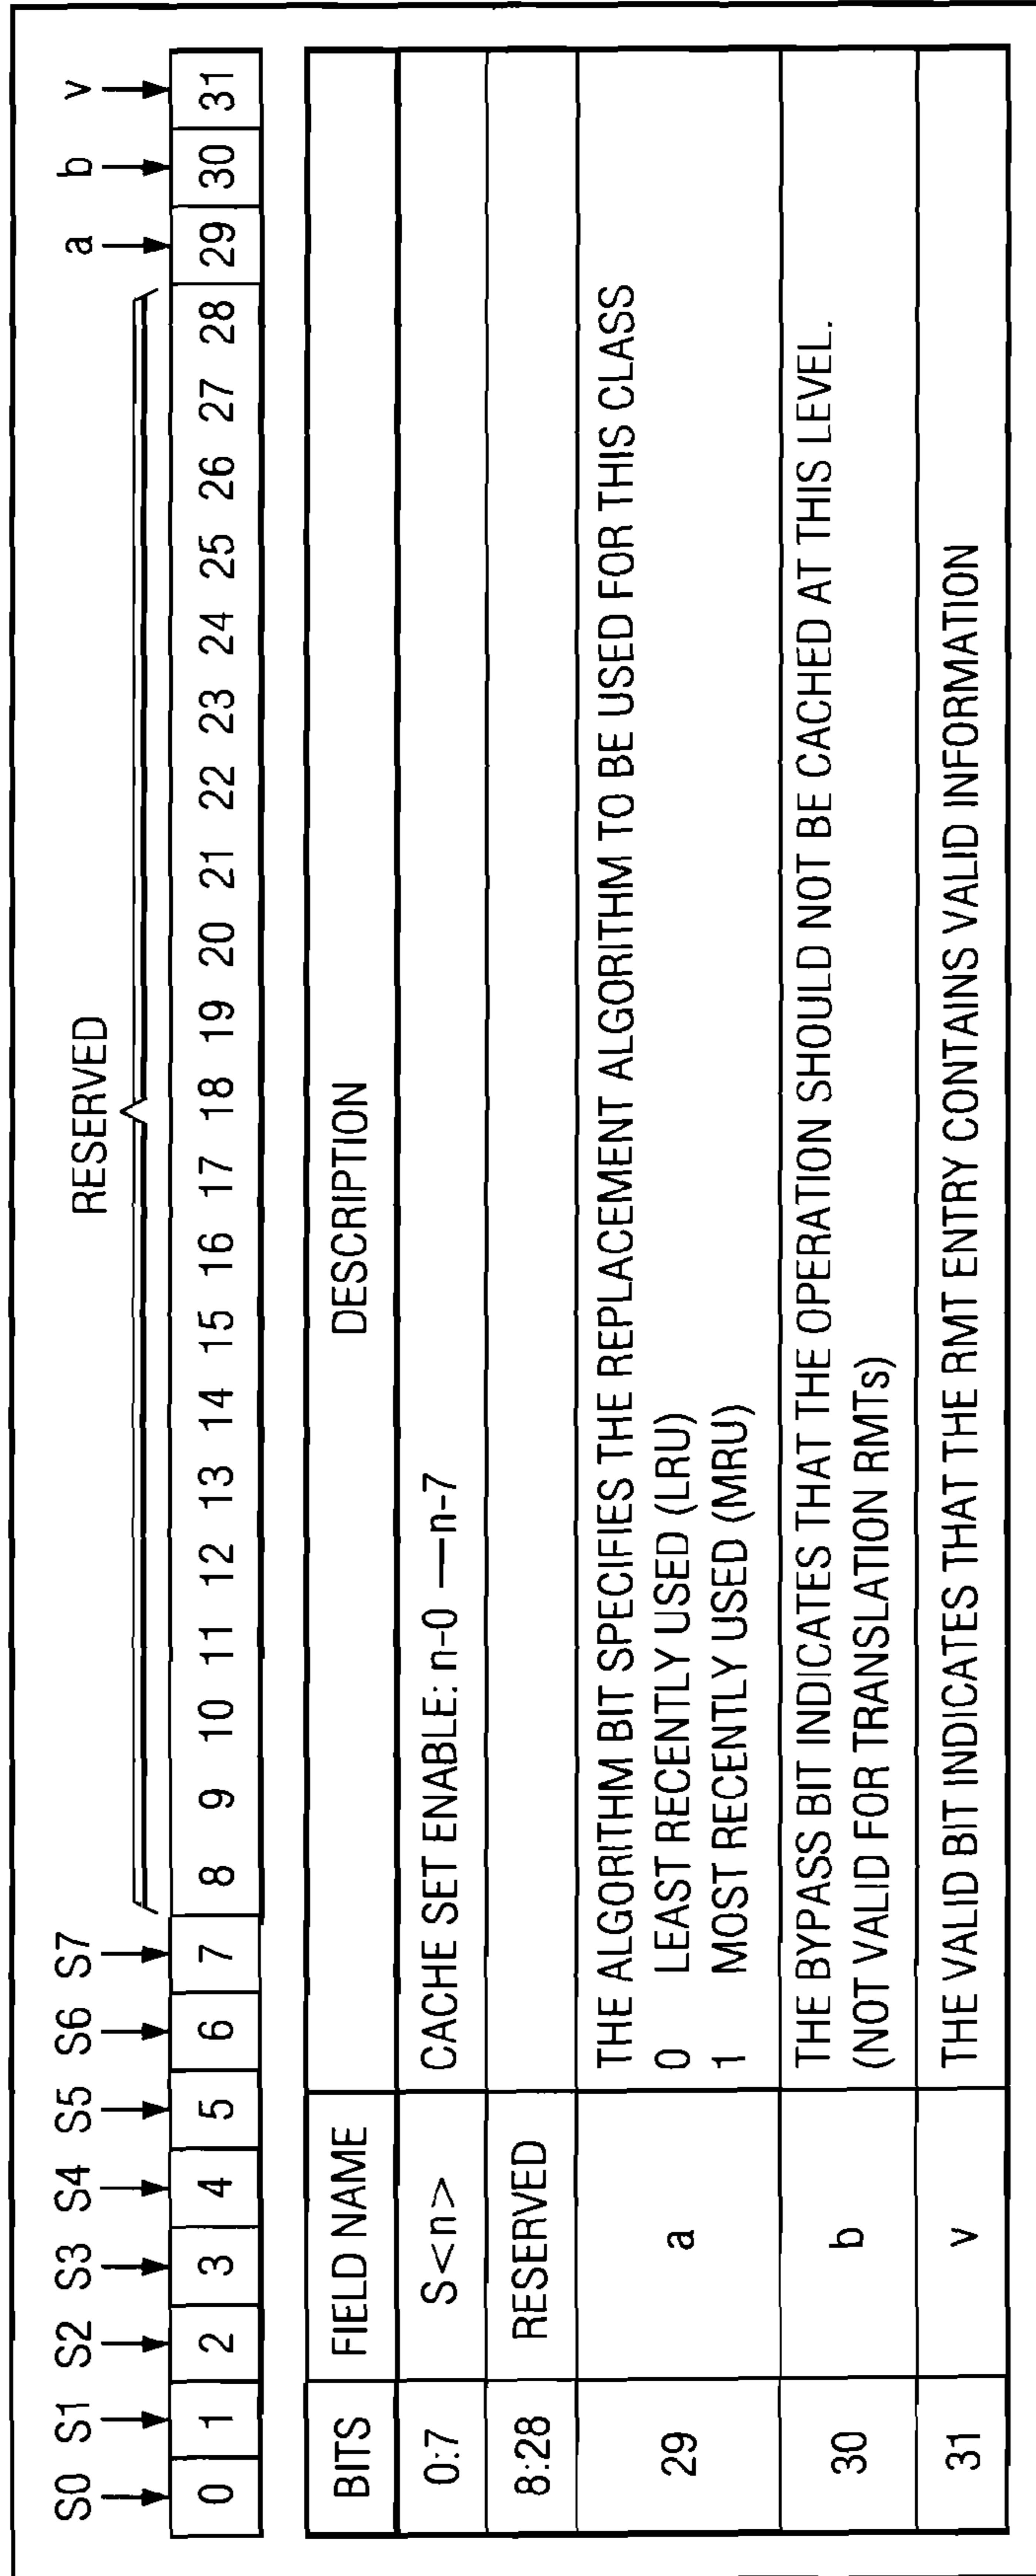 RESERVED
S0 S1 S2 S3 S4 S5 S6 S7 a b v
0 1 2 3 4 5 6 7 8 9 10 11 12 13 14 15 16 17 18 19 20 21 22 23 24 25 26 27 28 29 30 31
BITS FIELD NAME DESCRIPTION
0:7 S<n> CACHE SET ENABLE: n-0 —n-7
8:28 RESERVED
29 a THE ALGORITHM BIT SPECIFIES THE REPLACEMENT ALGORITHM TO BE USED FOR THIS CLASS
0 LEAST RECENTLY USED (LRU)
1 MOST RECENTLY USED (MRU)
30 b THE BYPASS BIT INDICATES THAT THE OPERATION SHOULD NOT BE CACHED AT THIS LEVEL.
(NOT VALID FOR TRANSLATION RMTs)
31 v THE VALID BIT INDICATES THAT THE RMT ENTRY CONTAINS VALID INFORMATION